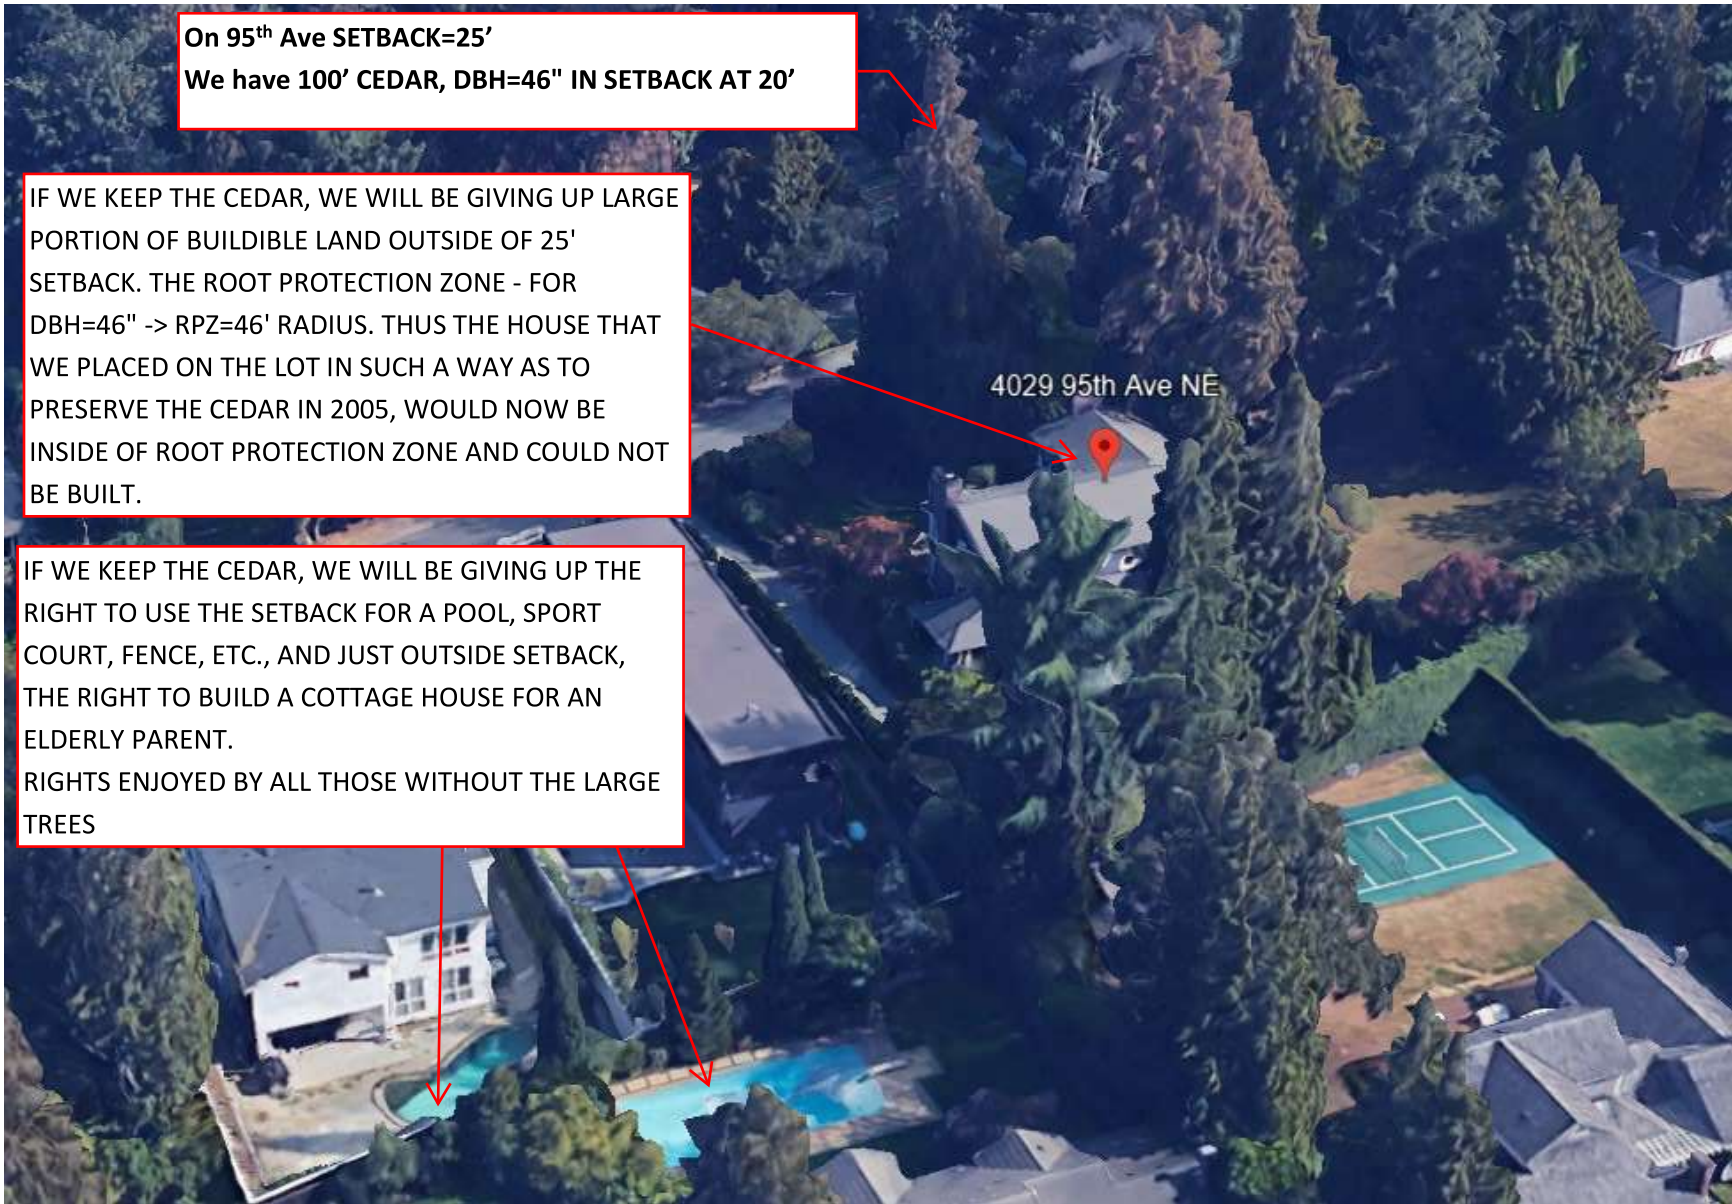 On 95th Ave SETBACK=25’
We have 100’ CEDAR, DBH=46" IN SETBACK AT 20’
IF WE KEEP THE CEDAR, WE WILL BE GIVING UP LARGE
PORTION OF BUILDIBLE LAND OUTSIDE OF 25'
SETBACK. THE ROOT PROTECTION ZONE - FOR
DBH=46" -> RPZ=46' RADIUS. THUS THE HOUSE THAT
WE PLACED ON THE LOT IN SUCH A WAY AS TO
PRESERVE THE CEDAR IN 2005, WOULD NOW BE
INSIDE OF ROOT PROTECTION ZONE AND COULD NOT
BE BUILT.
4029 95th Ave NE
IF WE KEEP THE CEDAR, WE WILL BE GIVING UP THE
RIGHT TO USE THE SETBACK FOR A POOL, SPORT
COURT, FENCE, ETC., AND JUST OUTSIDE SETBACK,
THE RIGHT TO BUILD A COTTAGE HOUSE FOR AN
ELDERLY PARENT.
RIGHTS ENJOYED BY ALL THOSE WITHOUT THE LARGE
TREES